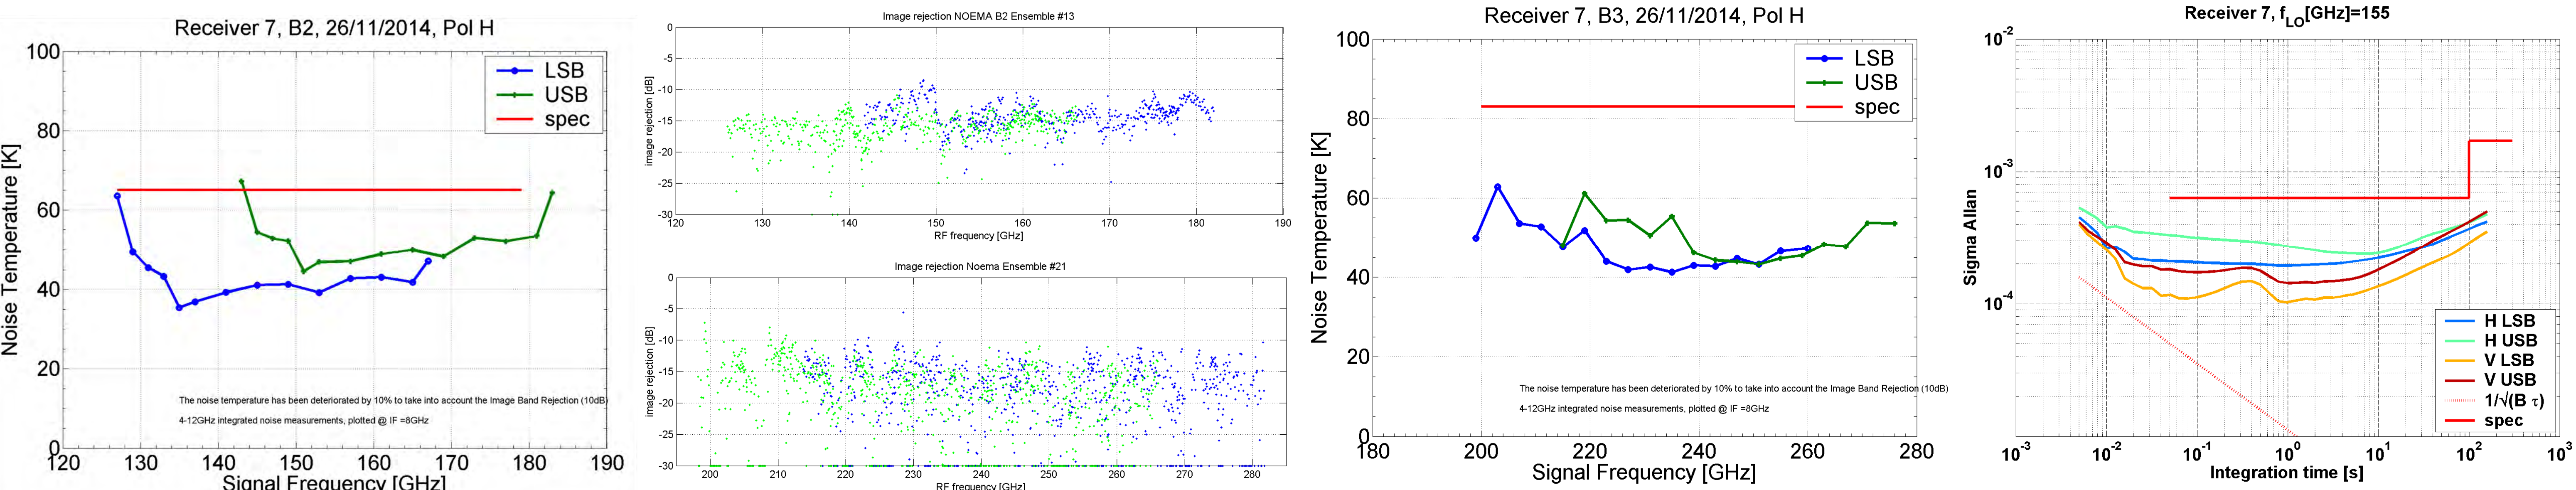 Receiver 7, B2, 26/11/2014, Pol H
Noise Temperature [K]
100
80
60
40
20
0
LSB
USB
spec
The noise temperature has been deteriorated by 10% to take into account the Image Band Rejection (10dB)
4-12GHz integrated noise measurements, plotted @ IF =8GHz
120 130 140 150 160 170 180 190
Signal Frequency [GHz]
Image rejection NOEMA B2 Ensemble #13
image rejection [dB]
0
-5
-10
-15
-20
-25
-30
120 130 140 150 160 170 180 190
RF frequency [GHz]
Image rejection Noema Ensemble #21
image rejection [dB]
0
-5
-10
-15
-20
-25
-30
200 210 220 230 240 250 260 270 280
RF frequency [GHz]
Receiver 7, B3, 26/11/2014, Pol H
Noise Temperature [K]
100
80
60
40
20
0
LSB
USB
spec
The noise temperature has been deteriorated by 10% to take into account the Image Band Rejection (10dB)
4-12GHz integrated noise measurements, plotted @ IF =8GHz
180 200 220 240 260 280
Signal Frequency [GHz]
Receiver 7, f_LO[GHz]=155
Sigma Allan
10^-2
10^-3
10^-4
H LSB
H USB
V LSB
V USB
1/√(B τ)
spec
10^-3 10^-2 10^-1 10^0 10^1 10^2 10^3
Integration time [s]